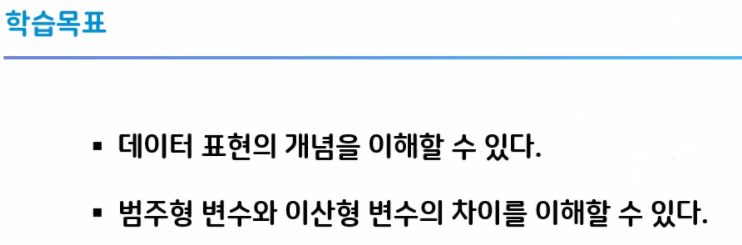 학습목표
▪ 데이터 표현의 개념을 이해할 수 있다.
▪ 범주형 변수와 이산형 변수의 차이를 이해할 수 있다.